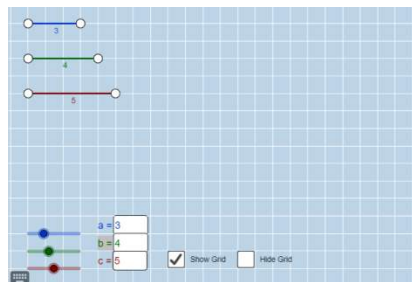 3
4
5
a = 3
b = 4
c = 5
Show Grid
Hide Grid